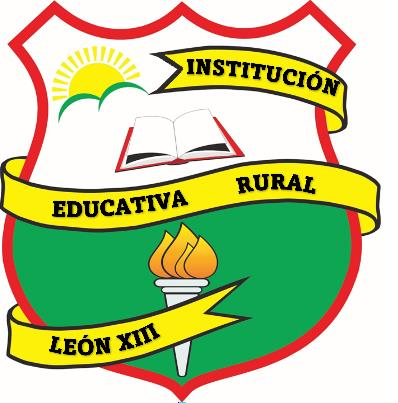 INSTITUCIÓN
EDUCATIVA RURAL
LEÓN XIII